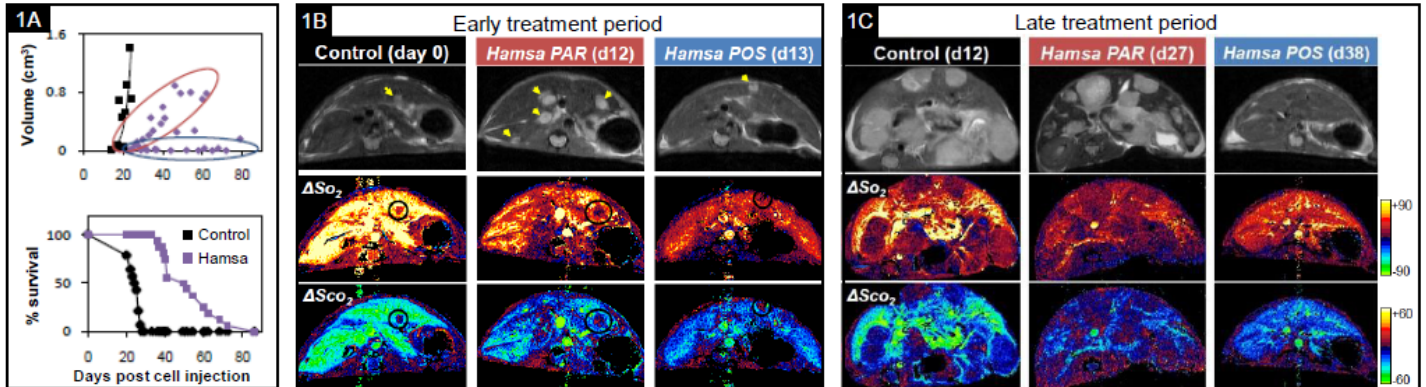 1A
Volume (cm³)
1.6
0.8
0
0 20 40 60 80
% survival
100
50
0
Control
Hamsa
0 20 40 60 80
Days post cell injection
1B
Early treatment period
Control (day 0)
Hamsa PAR (d12)
Hamsa POS (d13)
ΔSo₂
ΔSco₂
1C
Late treatment period
Control (d12)
Hamsa PAR (d27)
Hamsa POS (d38)
ΔSo₂
ΔSco₂
+90
-90
+60
-60